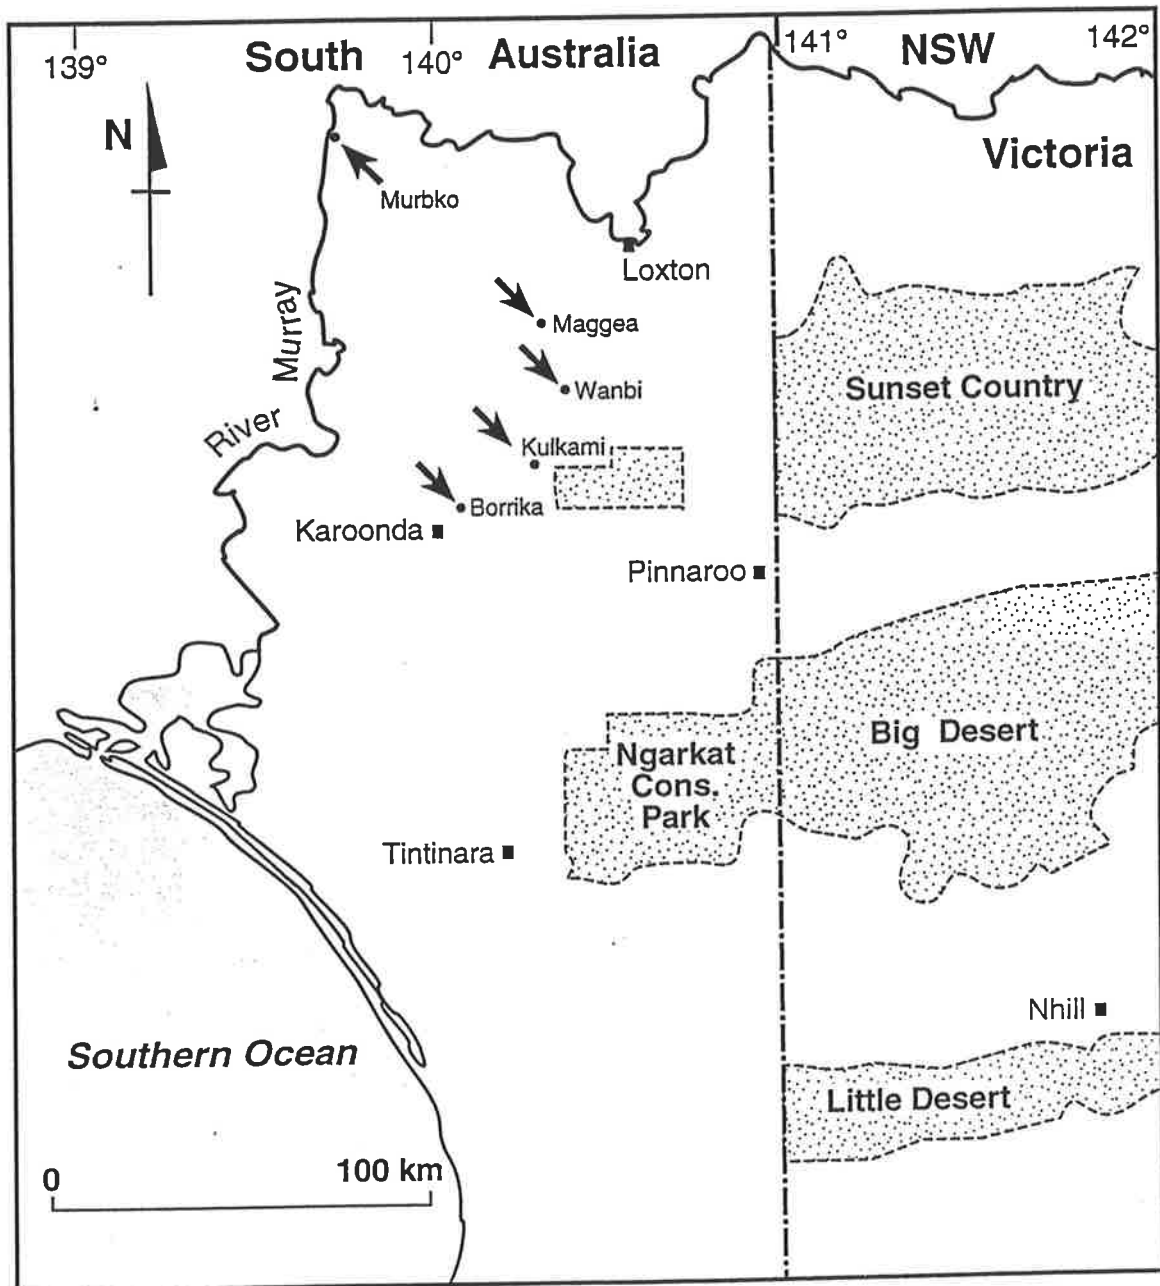 139°
South
140°
Australia
141°
NSW
142°
N
Victoria
Murbko
Loxton
Maggea
Murray
Wanbi
Sunset Country
River
Kulkami
Borrika
Karoonda
Pinnaroo
Big Desert
Ngarkat
Cons.
Park
Tintinara
Nhill
Southern Ocean
Little Desert
0
100 km